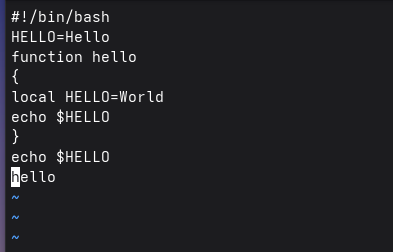 #!/bin/bash
HELLO=Hello
function hello
{
local HELLO=World
echo $HELLO
}
echo $HELLO
hello
~
~
~